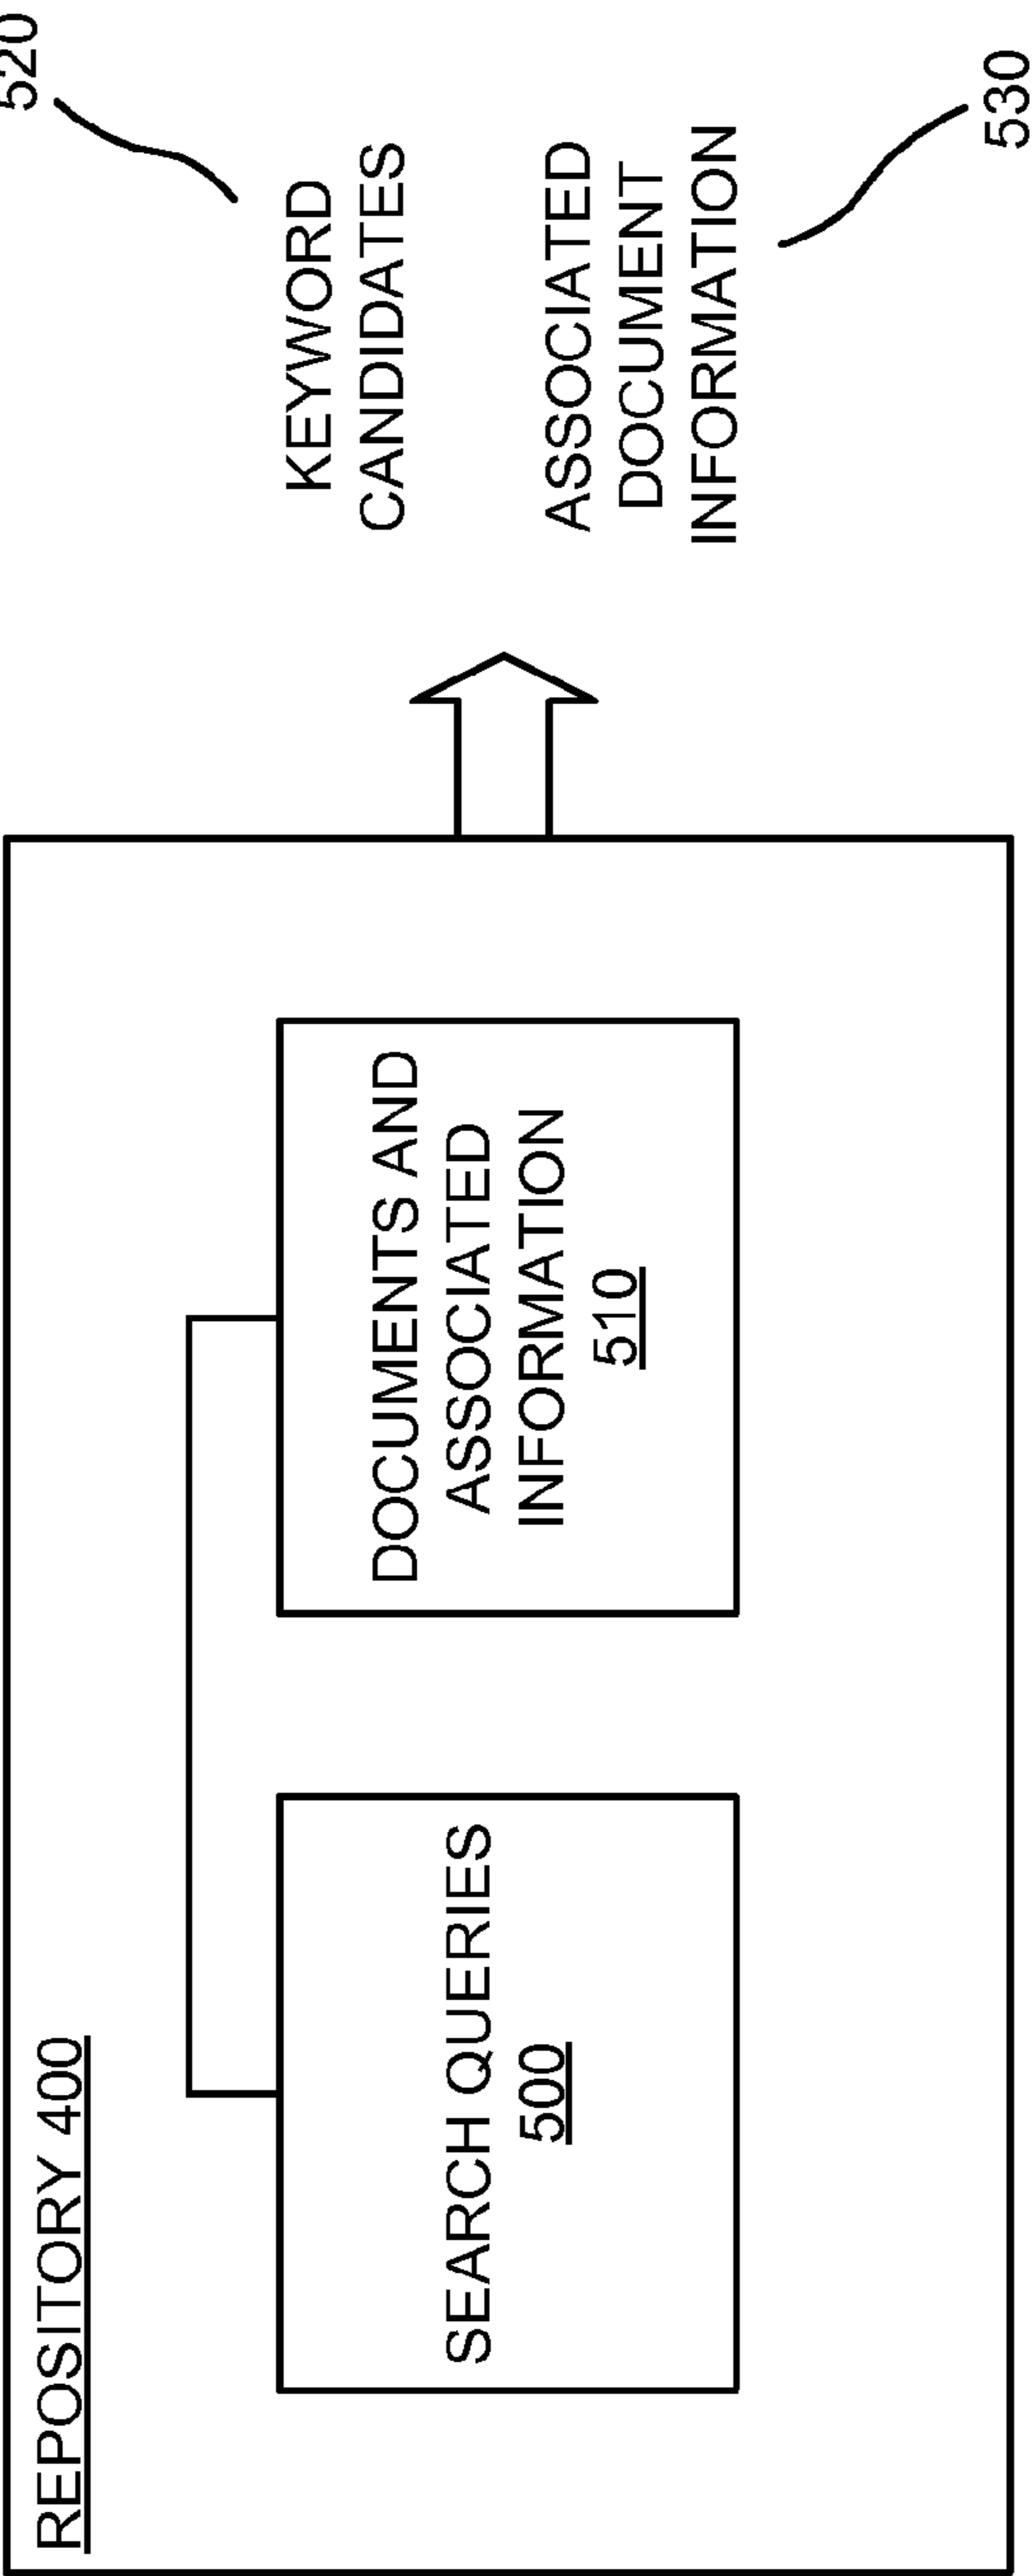 REPOSITORY 400
SEARCH QUERIES
500
DOCUMENTS AND
ASSOCIATED
INFORMATION
510
520
KEYWORD
CANDIDATES
ASSOCIATED
DOCUMENT
INFORMATION
530